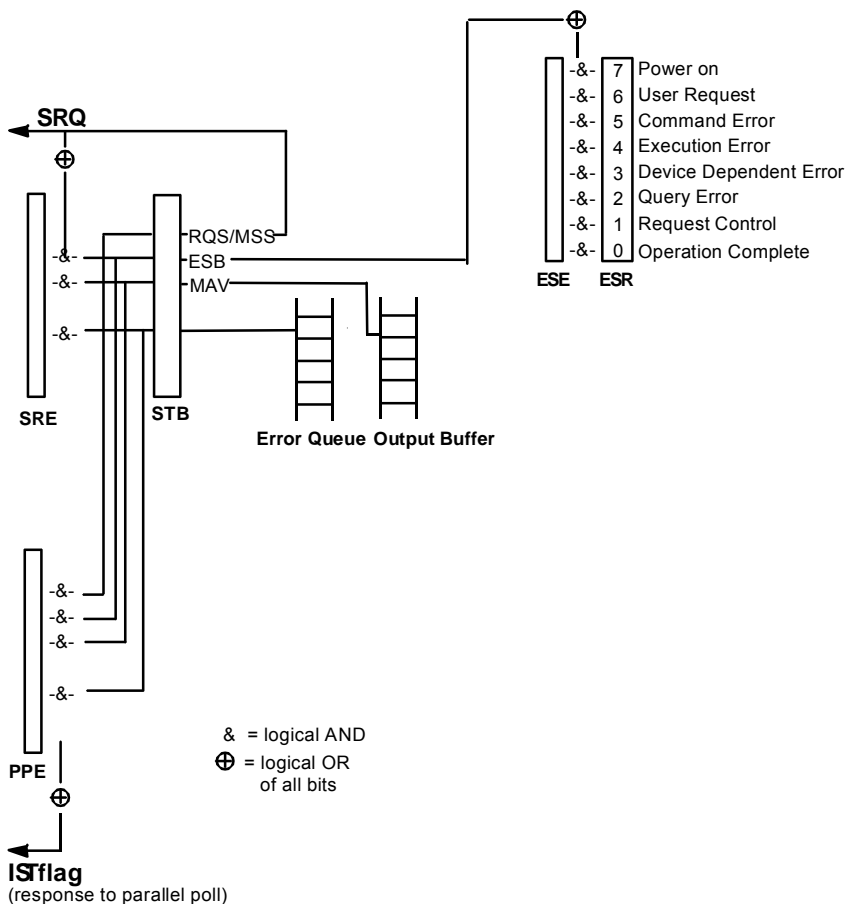 -&- 7 Power on
-&- 6 User Request
-&- 5 Command Error
-&- 4 Execution Error
-&- 3 Device Dependent Error
-&- 2 Query Error
-&- 1 Request Control
-&- 0 Operation Complete
ESE ESR
SRQ
RQS/MSS
-&- ESB
-&- MAV
-&-
SRE
STB
Error Queue Output Buffer
-&-
-&-
-&-
-&-
PPE
& = logical AND
⊕ = logical OR
of all bits
ISTflag
(response to parallel poll)